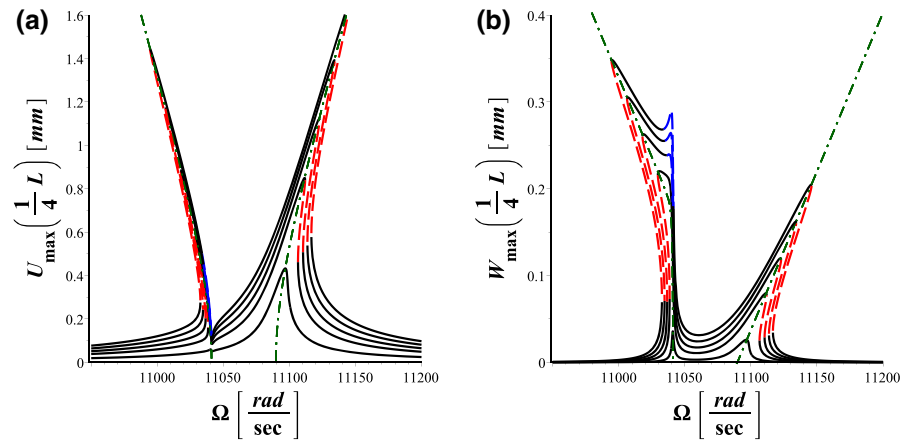 (a)
1.6
1.4
1.2
1
0.8
0.6
0.4
0.2
0
U max ( 1/4 L ) [ mm ]
11000 11050 11100 11150 11200
Ω [ rad/sec ]
(b)
0.4
0.3
0.2
0.1
0
W max ( 1/4 L ) [ mm ]
11000 11050 11100 11150 11200
Ω [ rad/sec ]